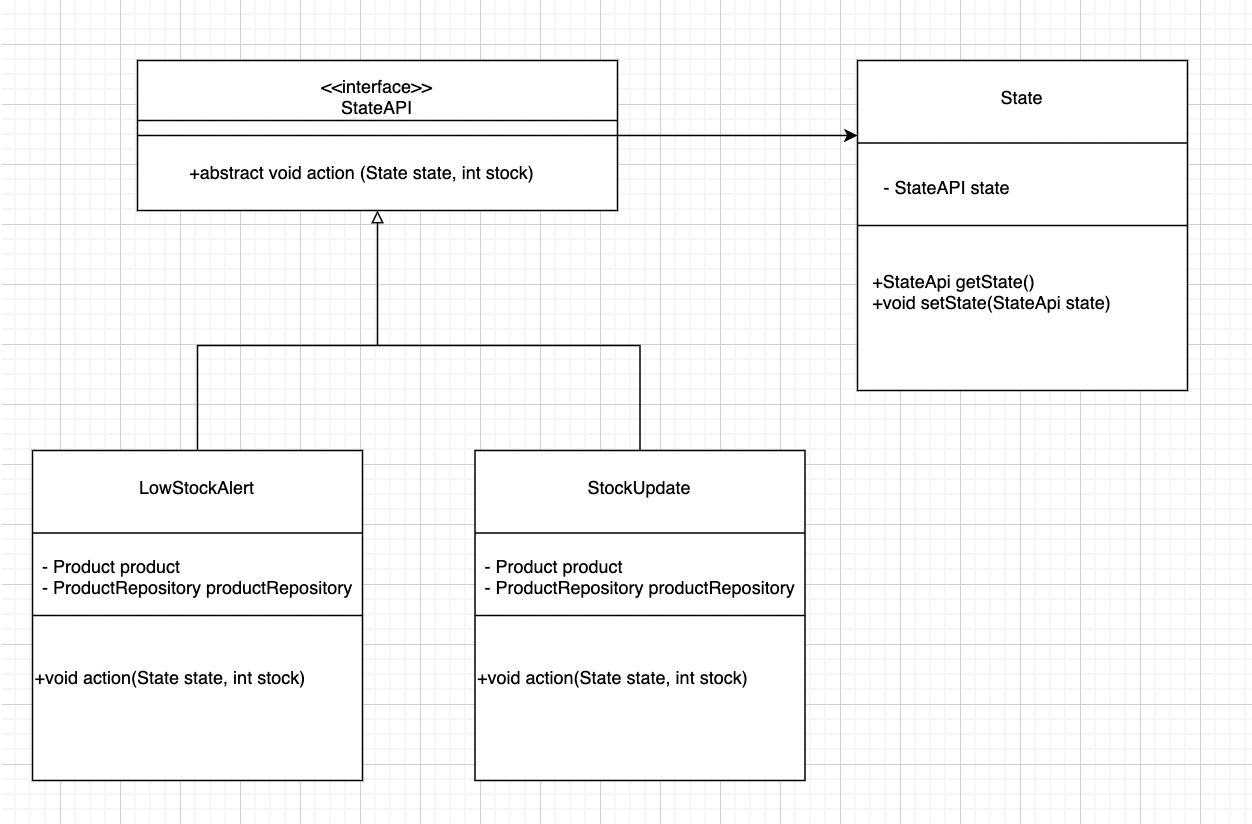 <<interface>>
StateAPI
+abstract void action (State state, int stock)
State
- StateAPI state
+StateApi getState()
+void setState(StateApi state)
LowStockAlert
- Product product
- ProductRepository productRepository
+void action(State state, int stock)
StockUpdate
- Product product
- ProductRepository productRepository
+void action(State state, int stock)